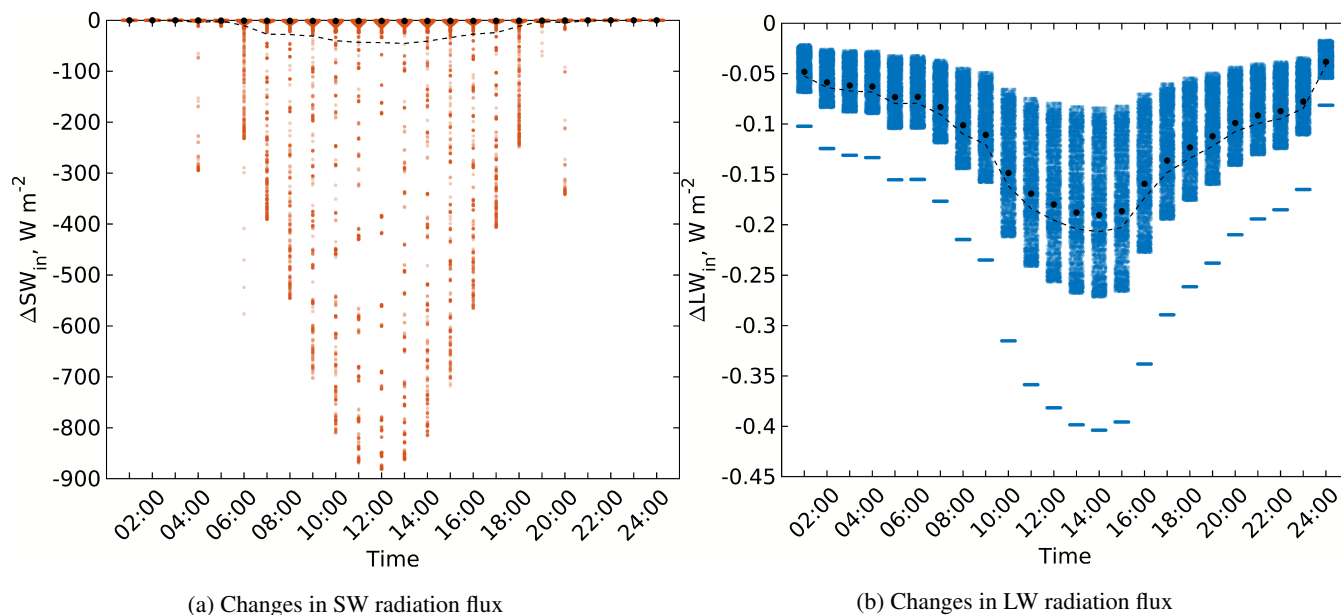 0
-100
-200
-300
-400
-500
-600
-700
-800
-900
ΔSW_in, W m^-2
02:00 04:00 06:00 08:00 10:00 12:00 14:00 16:00 18:00 20:00 22:00 24:00
Time
(a) Changes in SW radiation flux
0
-0.05
-0.1
-0.15
-0.2
-0.25
-0.3
-0.35
-0.4
-0.45
ΔLW_in, W m^-2
02:00 04:00 06:00 08:00 10:00 12:00 14:00 16:00 18:00 20:00 22:00 24:00
Time
(b) Changes in LW radiation flux